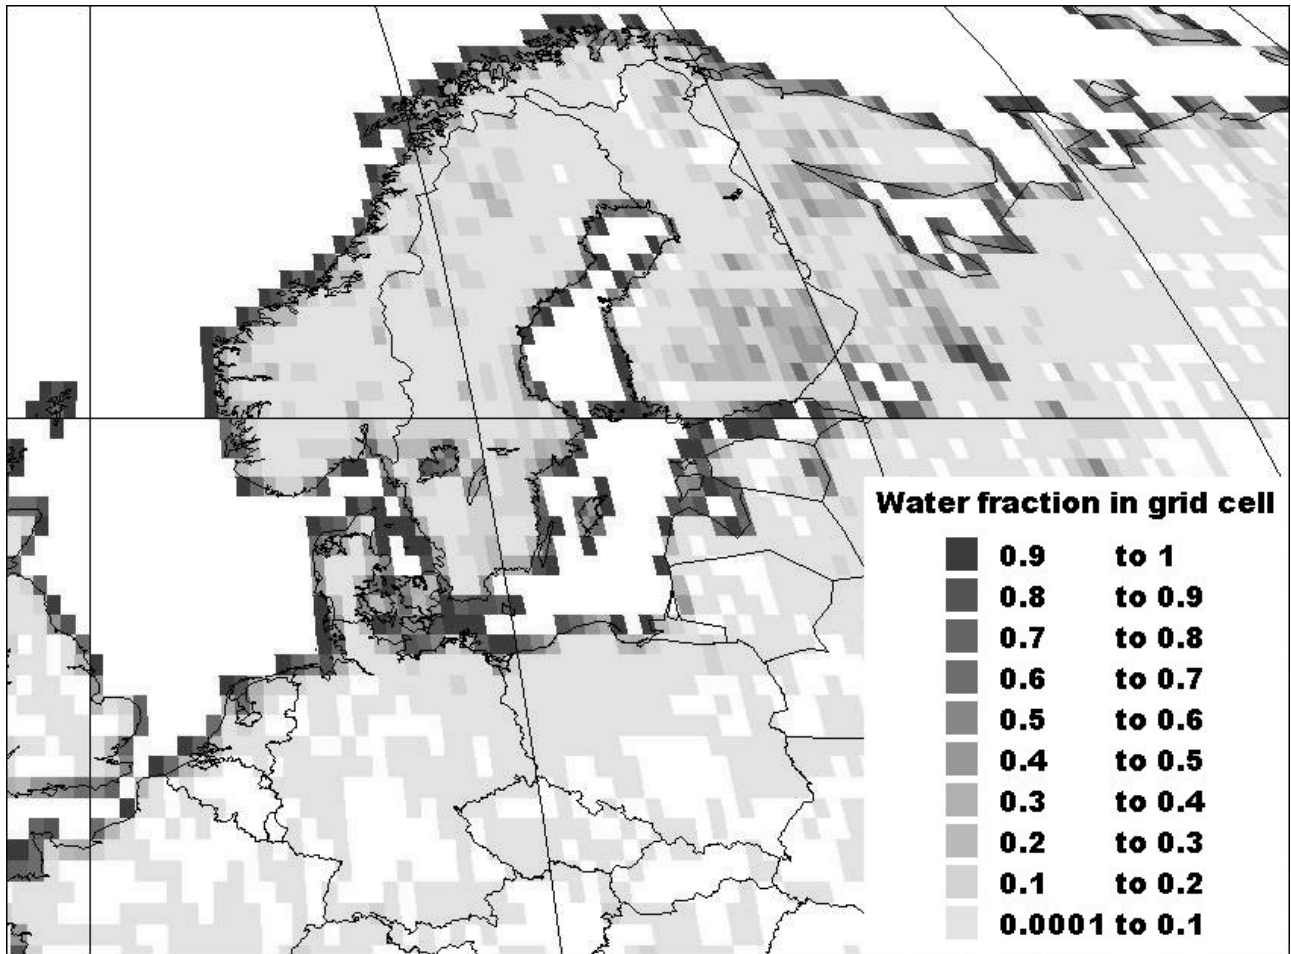 Water fraction in grid cell
0.9 to 1
0.8 to 0.9
0.7 to 0.8
0.6 to 0.7
0.5 to 0.6
0.4 to 0.5
0.3 to 0.4
0.2 to 0.3
0.1 to 0.2
0.0001 to 0.1